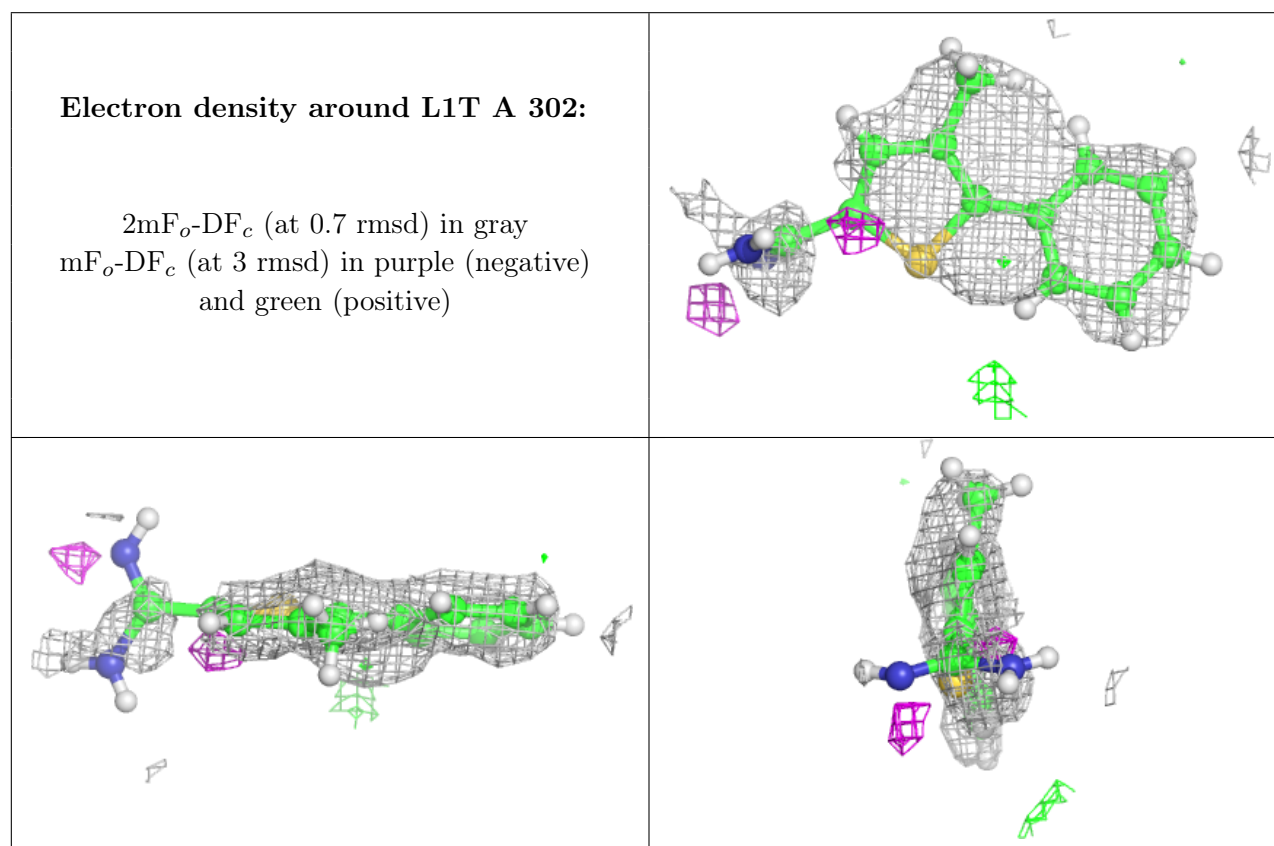 Electron density around L1T A 302:
2mFo-DFc (at 0.7 rmsd) in gray
mFo-DFc (at 3 rmsd) in purple (negative)
and green (positive)